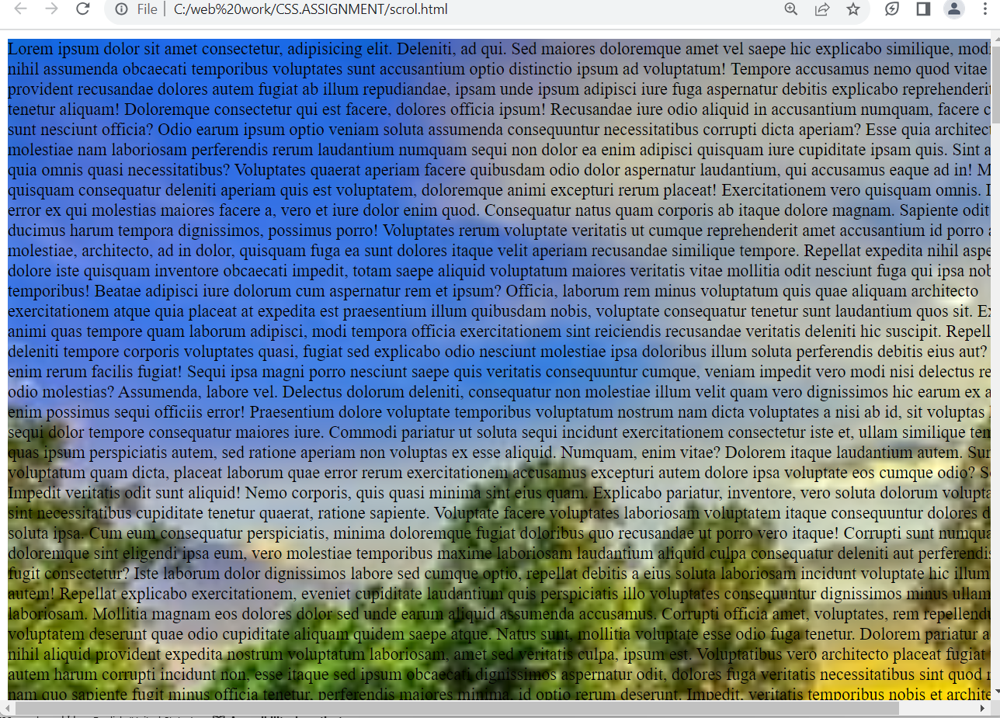 File
C:/web%20work/CSS.ASSIGNMENT/scrol.html
Lorem ipsum dolor sit amet consectetur, adipisicing elit. Deleniti, ad qui. Sed maiores doloremque amet vel saepe hic explicabo similique,
nihil assumenda obcaecati temporibus voluptates sunt accusantium optio distinctio ipsum ad voluptatum! Tempore accusamus nemo quod vitae
provident recusandae dolores autem fugiat ab illum repudiandae, ipsam unde ipsum adipisci iure fuga aspernatur debitis explicabo
tenetur aliquam! Doloremque consectetur qui est facere, dolores officia ipsum! Recusandae iure odio aliquid in accusantium numquam, facere
sunt nesciunt officia? Odio earum ipsum optio veniam soluta assumenda consequuntur necessitatibus corrupti dicta aperiam? Esse quia
molestiae nam laboriosam perferendis rerum laudantium numquam sequi non dolor ea enim adipisci quisquam iure cupiditate ipsam quis. Sint
quia omnis quasi necessitatibus? Voluptates quaerat aperiam facere quibusdam odio dolor aspernatur laudantium, qui accusamus eaque ad in!
quisquam consequatur deleniti aperiam quis est voluptatem, doloremque animi excepturi rerum placeat! Exercitationem vero quisquam omnis.
error ex qui molestias maiores facere a, vero et iure dolor enim quod. Consequatur natus quam corporis ab itaque dolore magnam. Sapiente odit
ducimus harum tempora dignissimos, possimus porro! Voluptates rerum voluptate veritatis ut cumque reprehenderit amet accusantium id porro
molestiae, architecto, ad in dolor, quisquam fuga ea sunt dolores itaque velit aperiam recusandae similique tempore. Repellat expedita nihil
dolore iste quisquam inventore obcaecati impedit, totam saepe aliquid voluptatum maiores veritatis vitae mollitia odit nesciunt fuga qui ipsa
temporibus! Beatae adipisci iure dolorum cum aspernatur rem et ipsum? Officia, laborum rem minus voluptatum quis quae aliquam architecto
exercitationem atque quia placeat at expedita est praesentium illum quibusdam nobis, voluptate consequatur tenetur sunt laudantium quos sit.
animi quas tempore quam laborum adipisci, modi tempora officia exercitationem sint reiciendis recusandae veritatis deleniti hic suscipit.
deleniti tempore corporis voluptates quasi, fugiat sed explicabo odio nesciunt molestiae ipsa doloribus illum soluta perferendis debitis eius aut?
enim rerum facilis fugiat! Sequi ipsa magni porro nesciunt saepe quis veritatis consequuntur cumque, veniam impedit vero modi nisi delectus
odio molestias? Assumenda, labore vel. Delectus dolorum deleniti, consequatur non molestiae illum velit quam vero dignissimos hic earum ex
enim possimus sequi officiis error! Praesentium dolore voluptate temporibus voluptatum nostrum nam dicta voluptates a nisi ab id, sit voluptas
sequi dolor tempore consequatur maiores iure. Commodi pariatur ut soluta sequi incidunt exercitationem consectetur iste et, ullam similique
quas ipsum perspiciatis autem, sed ratione aperiam non voluptas ex esse aliquid. Numquam, enim vitae? Dolorem itaque laudantium autem.
voluptatum quam dicta, placeat laborum quae error rerum exercitationem accusamus excepturi autem dolore ipsa voluptate eos cumque odio?
Impedit veritatis odit sunt aliquid! Nemo corporis, quis quasi minima sint eius quam. Explicabo pariatur, inventore, vero soluta dolorum
sint necessitatibus cupiditate tenetur quaerat, ratione sapiente. Voluptate facere voluptates laboriosam voluptatem itaque consequuntur dolores
soluta ipsa. Cum eum consequatur perspiciatis, minima doloremque fugiat doloribus quo recusandae ut porro vero itaque! Corrupti sunt
doloremque sint eligendi ipsa eum, vero molestiae temporibus maxime laboriosam laudantium aliquid culpa consequatur deleniti aut
fugit consectetur? Iste laborum dolor dignissimos labore sed cumque optio, repellat debitis a eius soluta laboriosam incidunt voluptate hic illum
autem! Repellat explicabo exercitationem, eveniet cupiditate laudantium quis perspiciatis illo voluptates consequuntur dignissimos minus ullam
laboriosam. Mollitia magnam eos dolores dolor sed unde earum aliquid assumenda accusamus. Corrupti officia amet, voluptates, rem
voluptatem deserunt quae odio cupiditate aliquam quidem saepe atque. Natus sunt, mollitia voluptate esse odio fuga tenetur. Dolorem pariatur
nihil aliquid provident expedita nostrum voluptatum laboriosam, amet sed veritatis culpa, ipsum est. Voluptatibus vero architecto placeat fugiat
autem harum corrupti incidunt non, esse itaque sed ipsum obcaecati dignissimos aspernatur odit, dolores fuga veritatis necessitatibus sint quod
nam quo sapiente fugit minus officia tenetur, perferendis maiores minima, id optio rerum deserunt. Impedit, veritatis temporibus nobis et